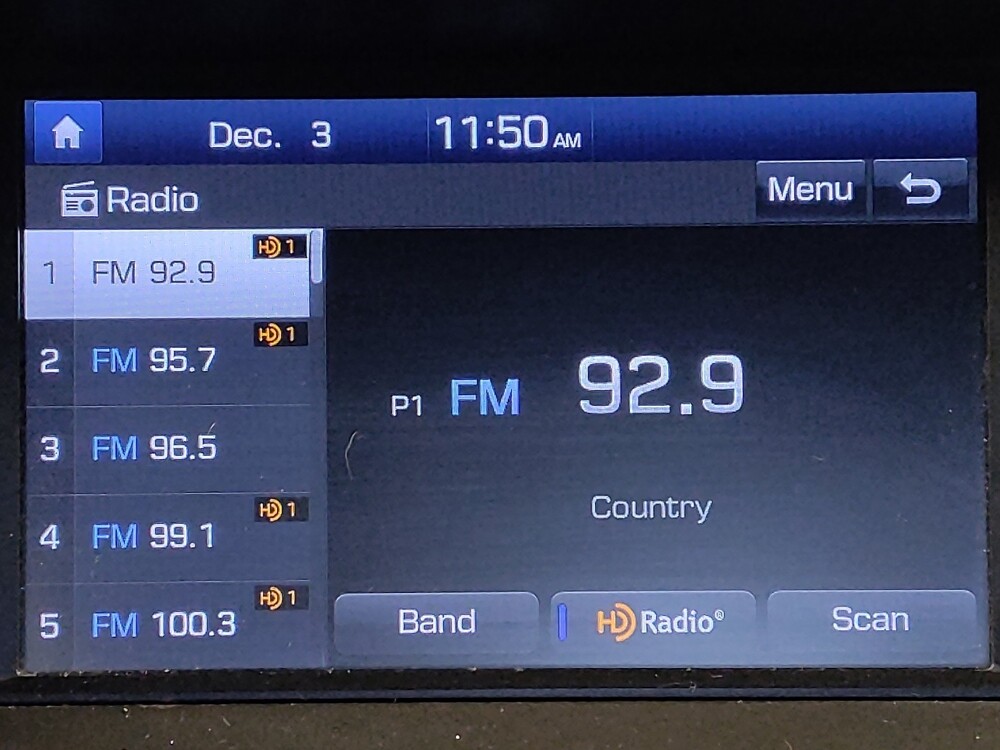 Dec. 3 11:50 AM
Radio Menu
HD 1
1 FM 92.9
HD 1
2 FM 95.7
3 FM 96.5
HD 1
4 FM 99.1
HD 1
5 FM 100.3
P1 FM 92.9
Country
Band HD Radio® Scan